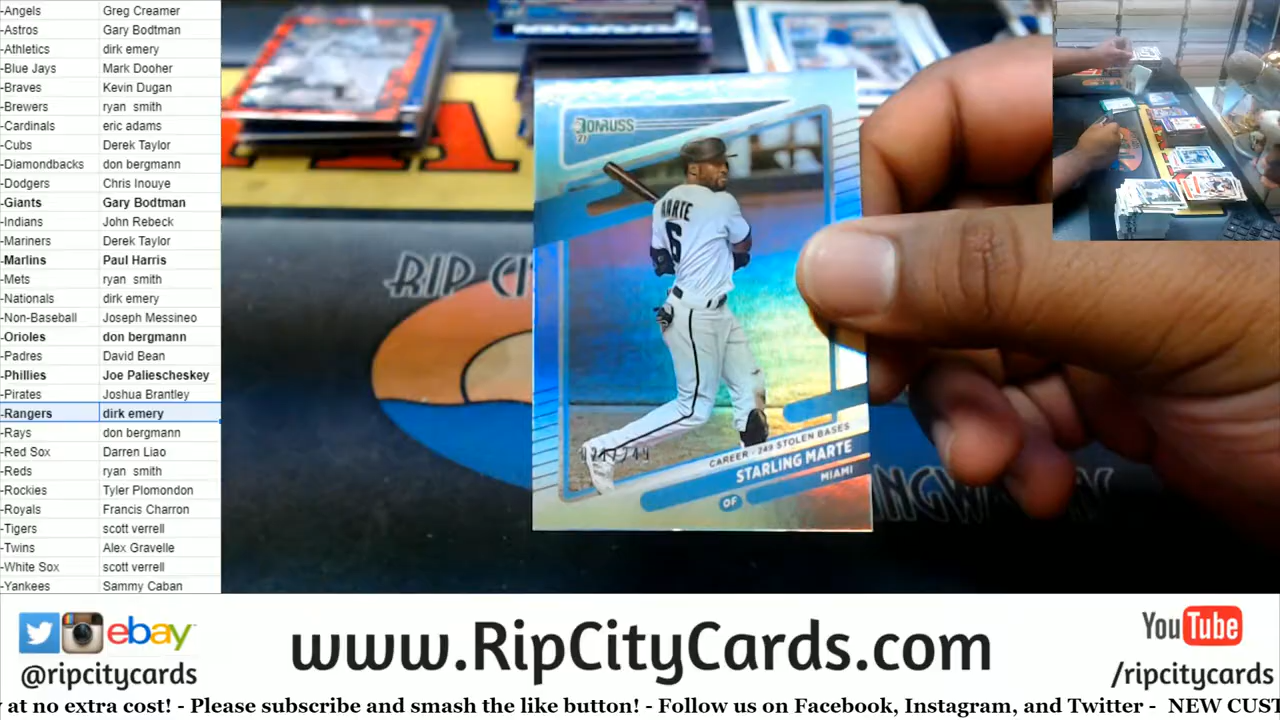 -Angels Greg Creamer
-Astros Gary Bodtman
-Athletics dirk emery
-Blue Jays Mark Dooher
-Braves Kevin Dugan
-Brewers ryan smith
-Cardinals eric adams
-Cubs Derek Taylor
-Diamondbacks don bergmann
-Dodgers Chris Inouye
-Giants Gary Bodtman
-Indians John Rebeck
-Mariners Derek Taylor
-Marlins Paul Harris
-Mets ryan smith
-Nationals dirk emery
-Non-Baseball Joseph Messineo
-Orioles don bergmann
-Padres David Bean
-Phillies Joe Paliescheskey
-Pirates Joshua Brantley
-Rangers dirk emery
-Rays don bergmann
-Red Sox Darren Liao
-Reds ryan smith
-Rockies Tyler Plomondon
-Royals Francis Charron
-Tigers scott verrell
-Twins Alex Gravelle
-White Sox scott verrell
-Yankees Sammy Caban
DONRUSS
MARTE
6
CAREER · 249 STOLEN BASES
STARLING MARTE
MIAMI
OF
RIP CI
ebay
@ripcitycards
www.RipCityCards.com
YouTube
/ripcitycards
at no extra cost! - Please subscribe and smash the like button! - Follow us on Facebook, Instagram, and Twitter - NEW CUST